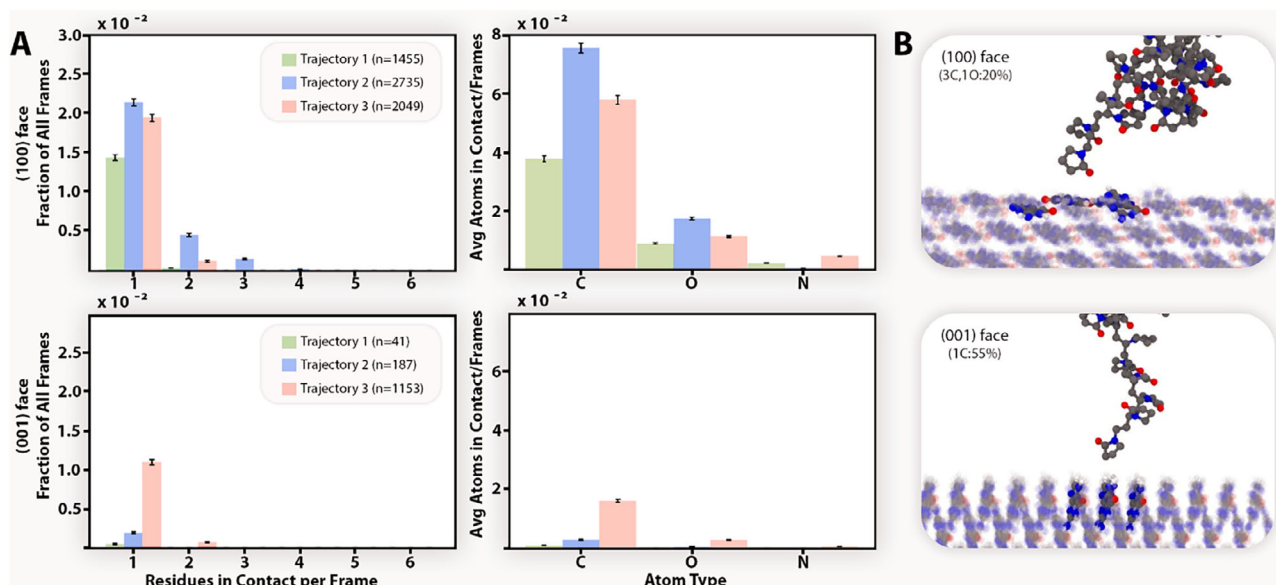 A
x 10⁻²
3.0
2.5
2.0
1.5
1.0
0.5
(100) face
Fraction of All Frames
Trajectory 1 (n=1455)
Trajectory 2 (n=2735)
Trajectory 3 (n=2049)
1 2 3 4 5 6
x 10⁻²
8
6
4
2
Avg Atoms in Contact/Frames
C O N
B
(100) face
(3C,1O:20%)
x 10⁻²
2.5
2.0
1.5
1.0
0.5
(001) face
Fraction of All Frames
Trajectory 1 (n=41)
Trajectory 2 (n=187)
Trajectory 3 (n=1153)
1 2 3 4 5 6
Residues in Contact per Frame
x 10⁻²
8
6
4
2
Avg Atoms in Contact/Frames
C O N
Atom Type
(001) face
(1C:55%)